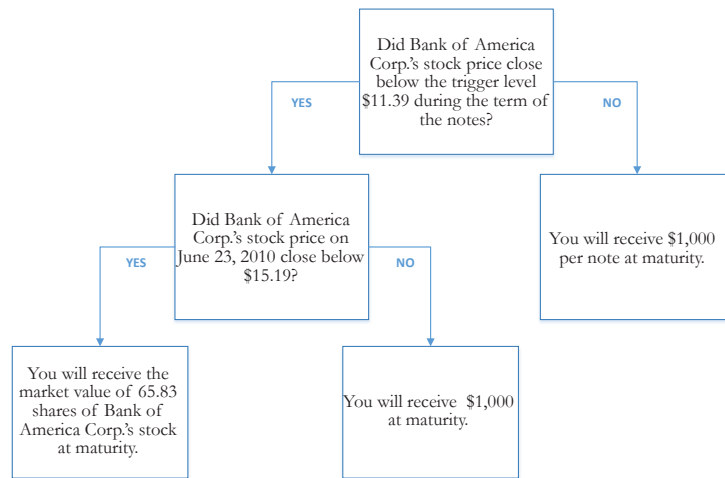 Did Bank of America
Corp.'s stock price close
below the trigger level
$11.39 during the term of
the notes?
YES
NO
Did Bank of America
Corp.'s stock price on
June 23, 2010 close below
$15.19?
You will receive $1,000
per note at maturity.
YES
NO
You will receive the
market value of 65.83
shares of Bank of
America Corp.'s stock
at maturity.
You will receive $1,000
at maturity.